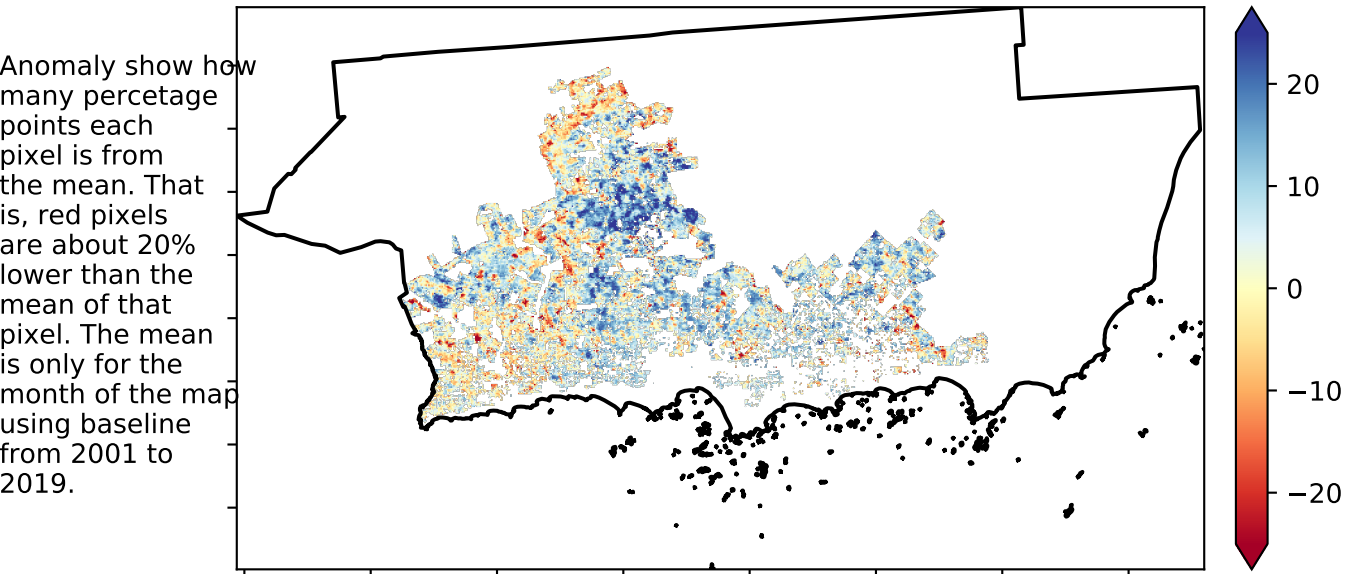 Anomaly show how
many percetage
points each
pixel is from
the mean. That
is, red pixels
are about 20%
lower than the
mean of that
pixel. The mean
is only for the
month of the map
using baseline
from 2001 to
2019.
20
10
0
−10
−20